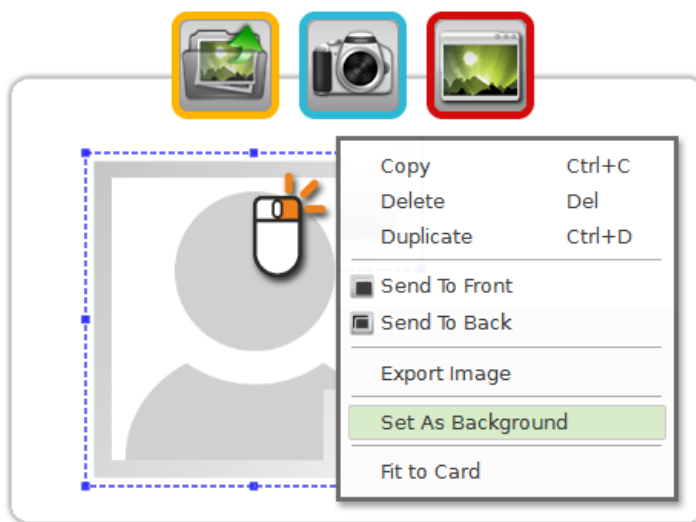 Copy Ctrl+C
Delete Del
Duplicate Ctrl+D
Send To Front
Send To Back
Export Image
Set As Background
Fit to Card